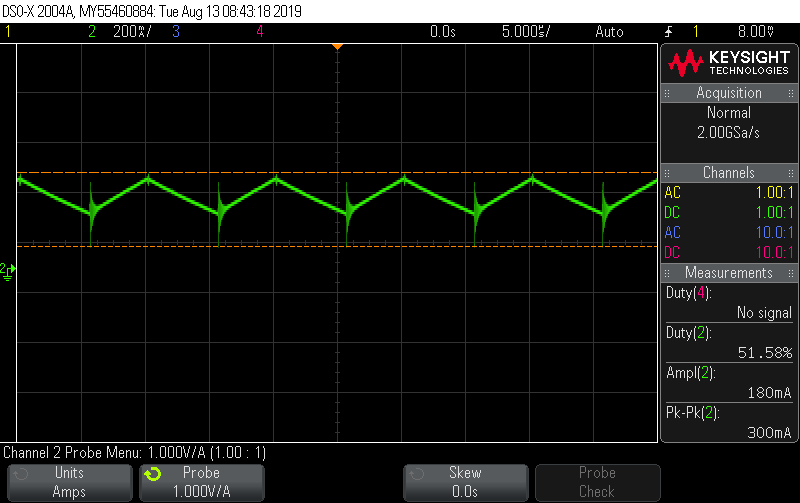 DSO-X 2004A, MY55460884: Tue Aug 13 08:43:18 2019
1 2 200%/ 3 4 0.0s 5.000%/ Auto 1 8.00%
KEYSIGHT
TECHNOLOGIES
Acquisition
Normal
2.00GSa/s
Channels
AC 1.00:1
DC 1.00:1
AC 10.0:1
DC 10.0:1
Measurements
Duty(4):
No signal
Duty(2):
51.58%
Ampl(2):
180mA
Pk-Pk(2):
300mA
2
Channel 2 Probe Menu: 1.000V/A (1.00 : 1)
Units
Amps
Probe
1.000V/A
Skew
0.0s
Probe
Check